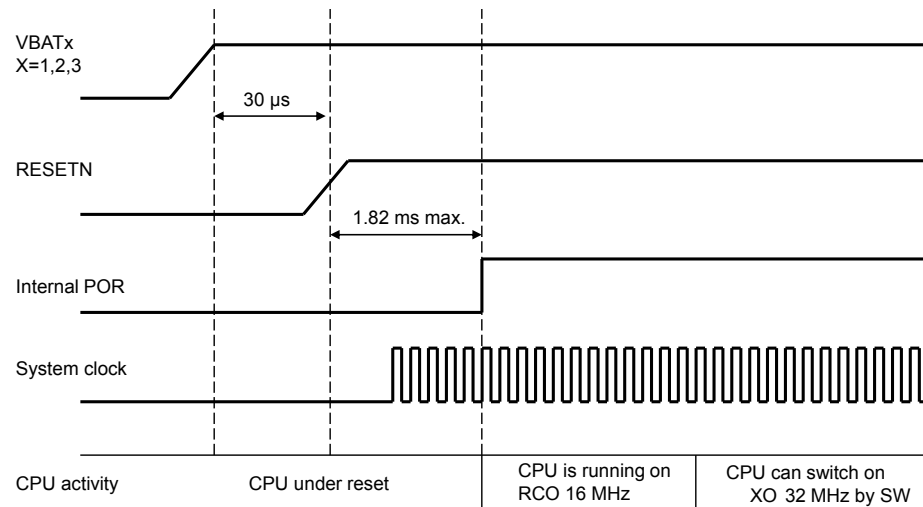 VBATx
X=1,2,3
30 µs
RESETN
1.82 ms max.
Internal POR
System clock
CPU activity
CPU under reset
CPU is running on
RCO 16 MHz
CPU can switch on
XO 32 MHz by SW